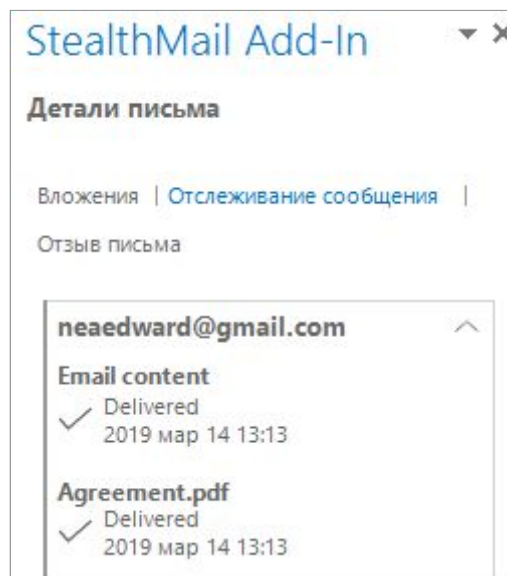 StealthMail Add-In
Детали письма
Вложения | Отслеживание сообщения |
Отзыв письма
neaedward@gmail.com
Email content
Delivered
2019 мар 14 13:13
Agreement.pdf
Delivered
2019 мар 14 13:13